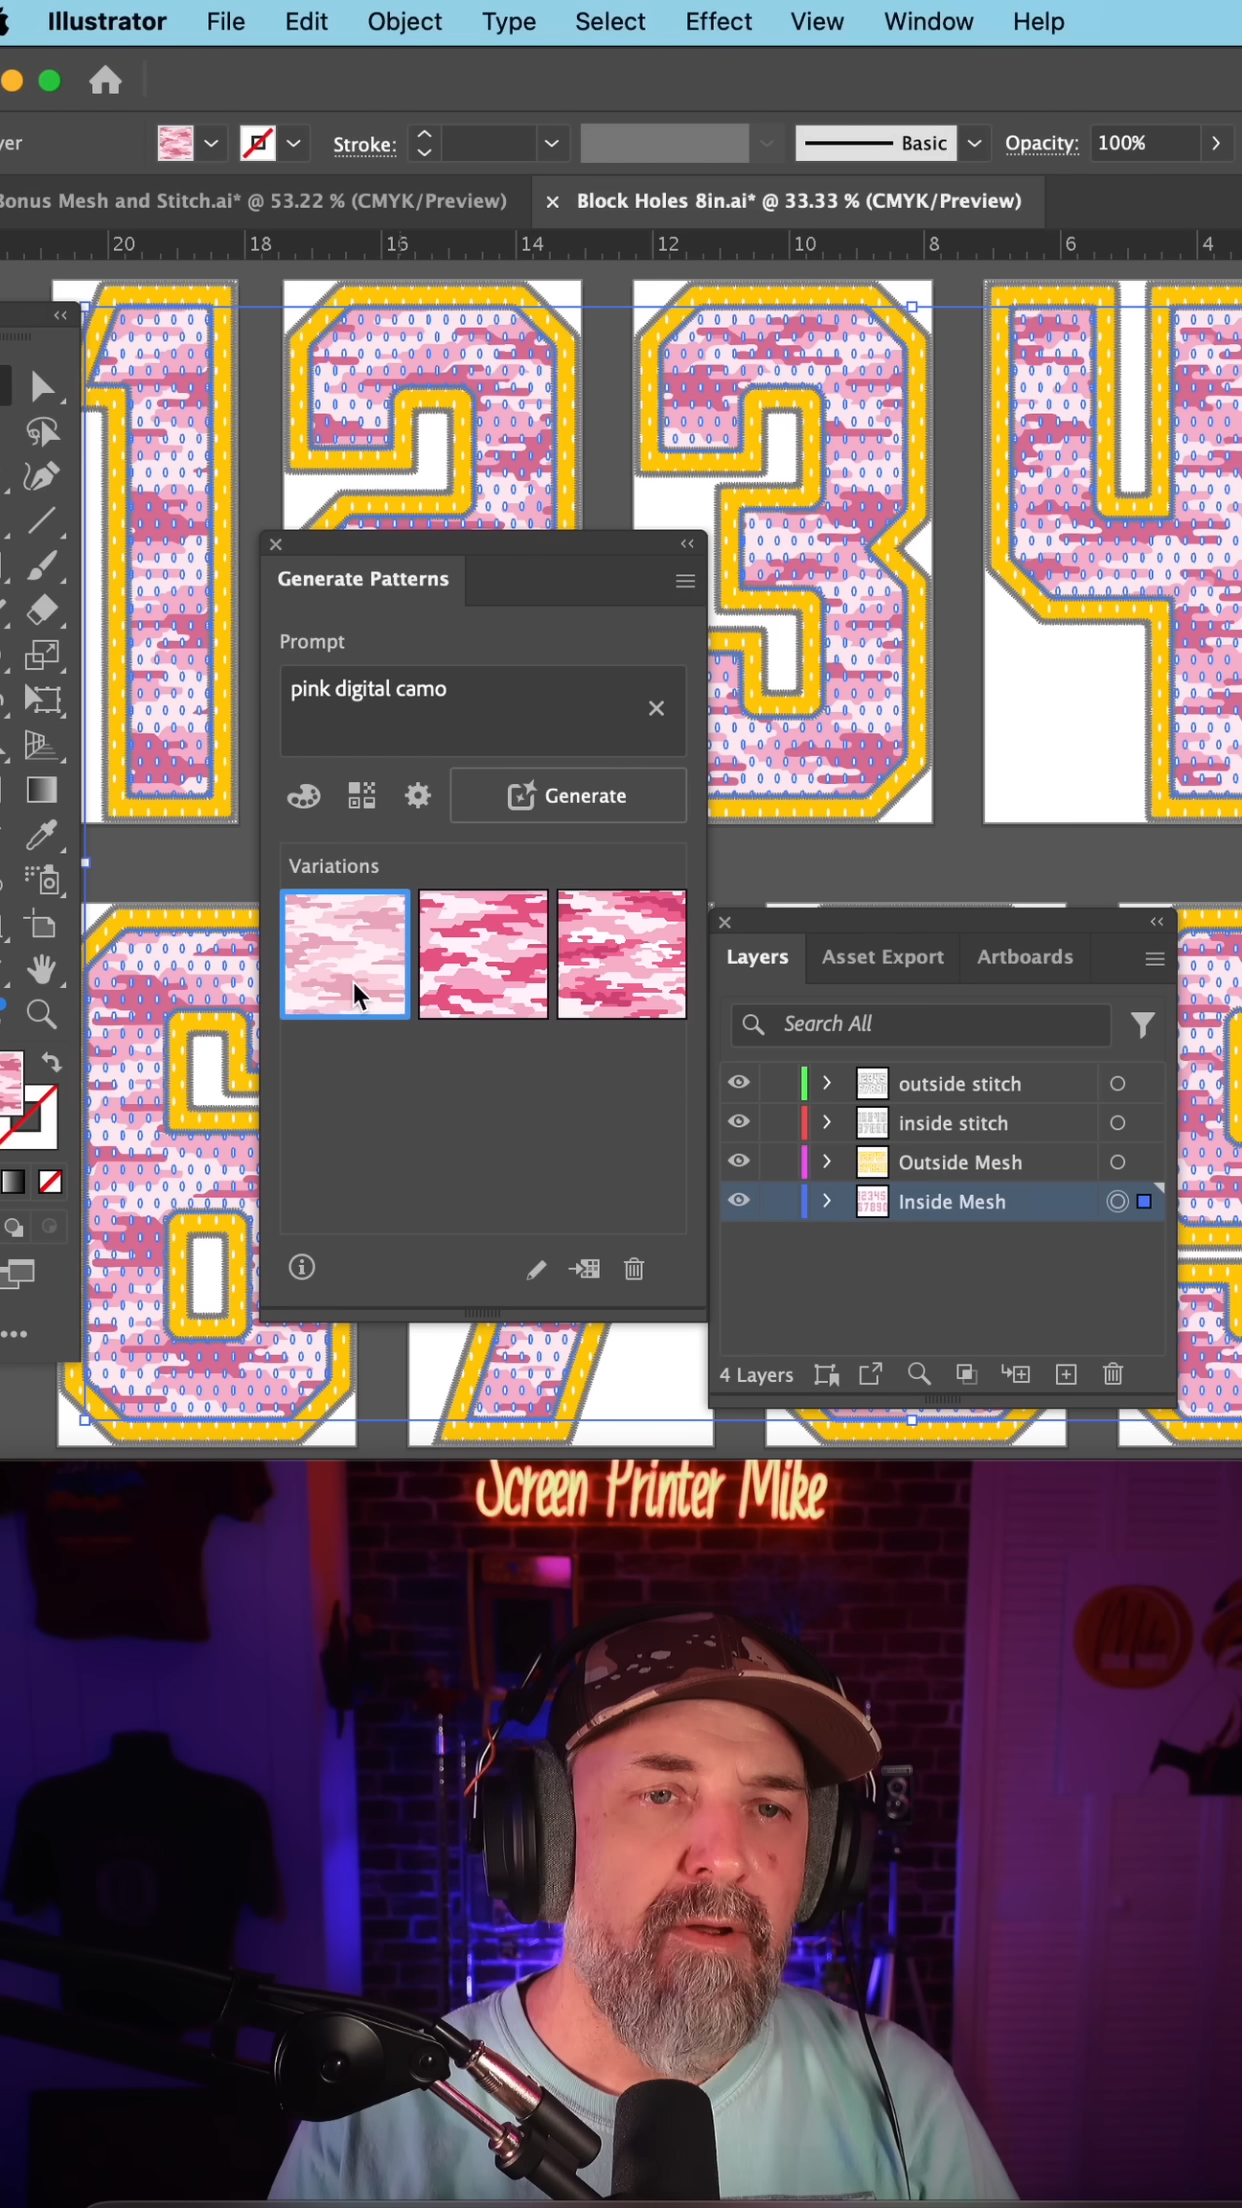 Illustrator File Edit Object Type Select Effect View Window Help
yer Stroke: Basic Opacity: 100%
Bonus Mesh and Stitch.ai* @ 53.22 % (CMYK/Preview) × Block Holes 8in.ai* @ 33.33 % (CMYK/Preview)
20 18 16 14 12 10 8 6 4
Generate Patterns
Prompt
pink digital camo
Generate
Variations
Layers Asset Export Artboards
Search All
outside stitch
inside stitch
Outside Mesh
Inside Mesh
4 Layers
Screen Printer Mike